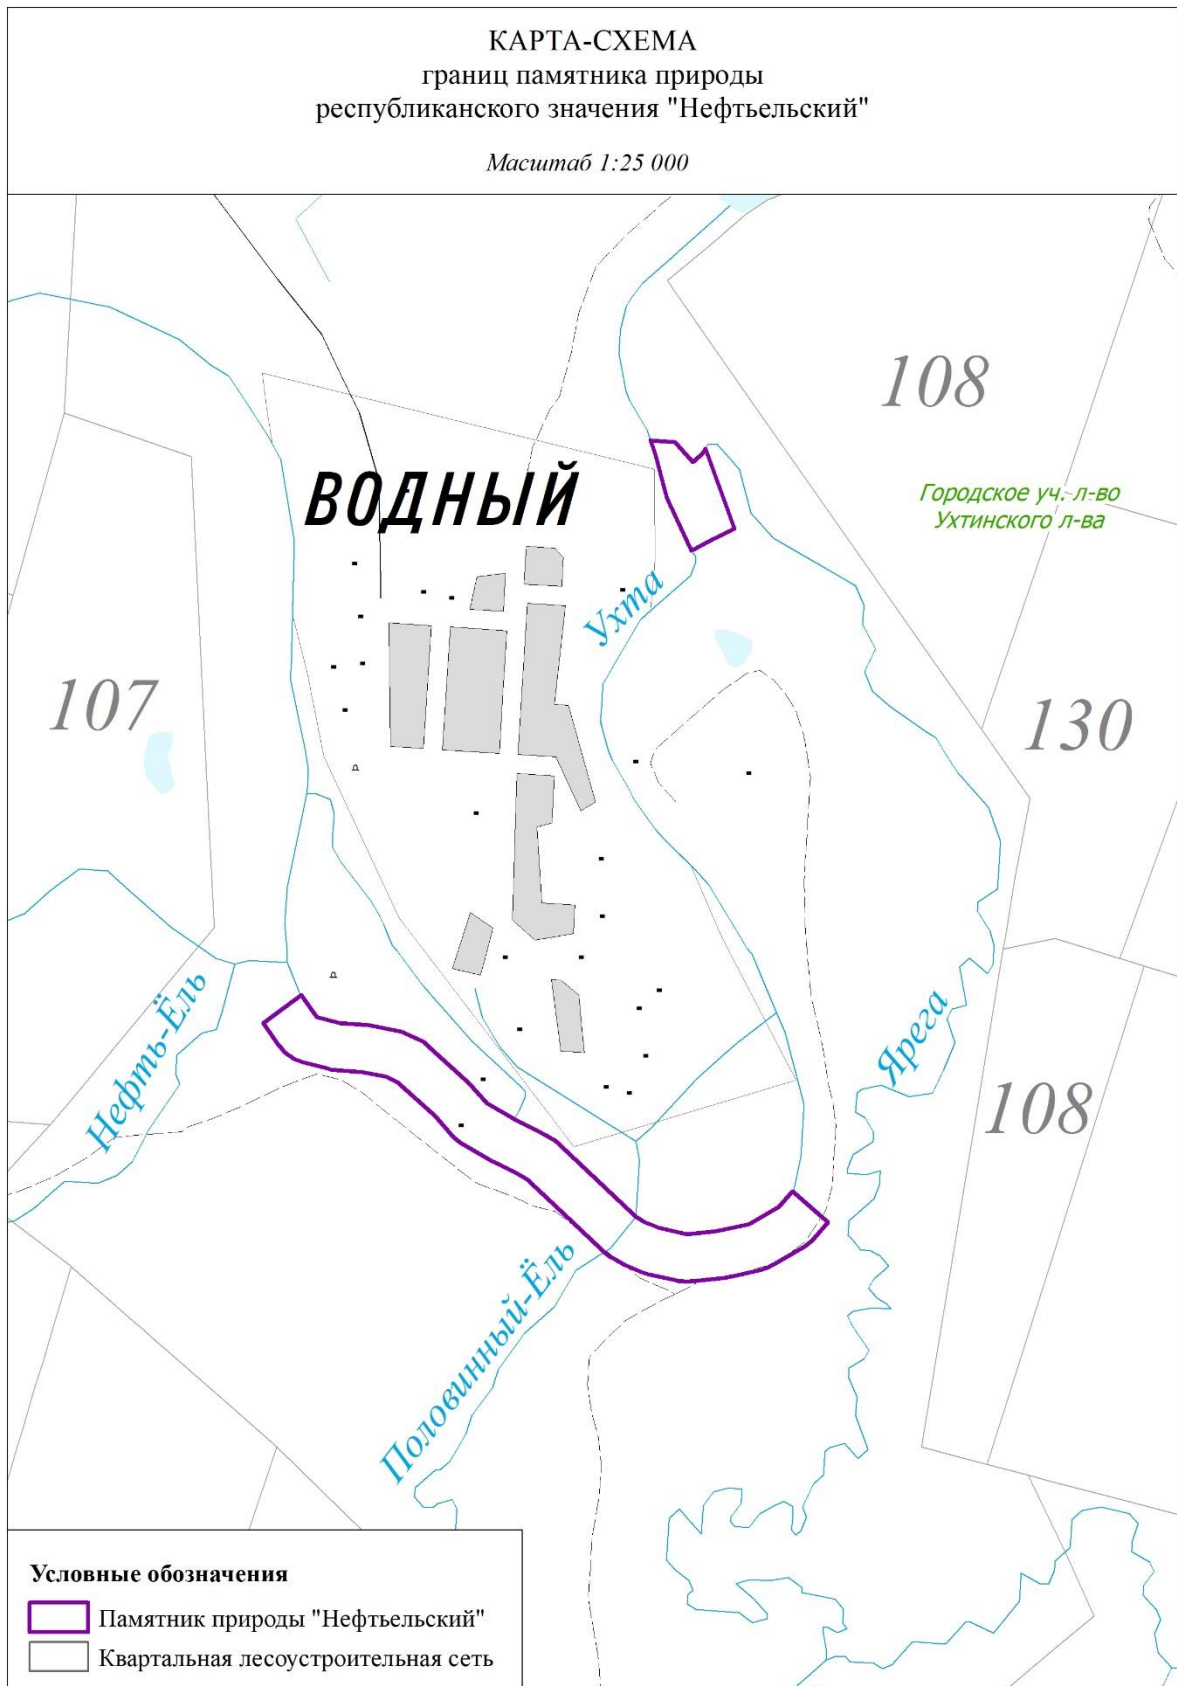 КАРТА-СХЕМА
границ памятника природы
республиканского значения "Нефтьельский"
Масштаб 1:25 000
108
ВОДНЫЙ
Городское уч. л-во
Ухтинского л-ва
Ухта
107
130
Нефть-Ёль
Ярега
108
Половинный-Ёль
Условные обозначения
Памятник природы "Нефтьельский"
Квартальная лесоустроительная сеть